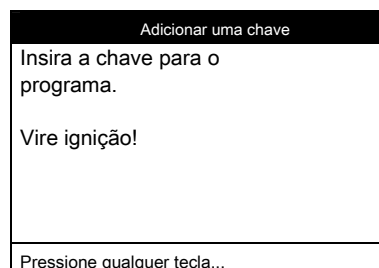 Adicionar uma chave
Insira a chave para o
programa.
Vire ignição!
Pressione qualquer tecla...